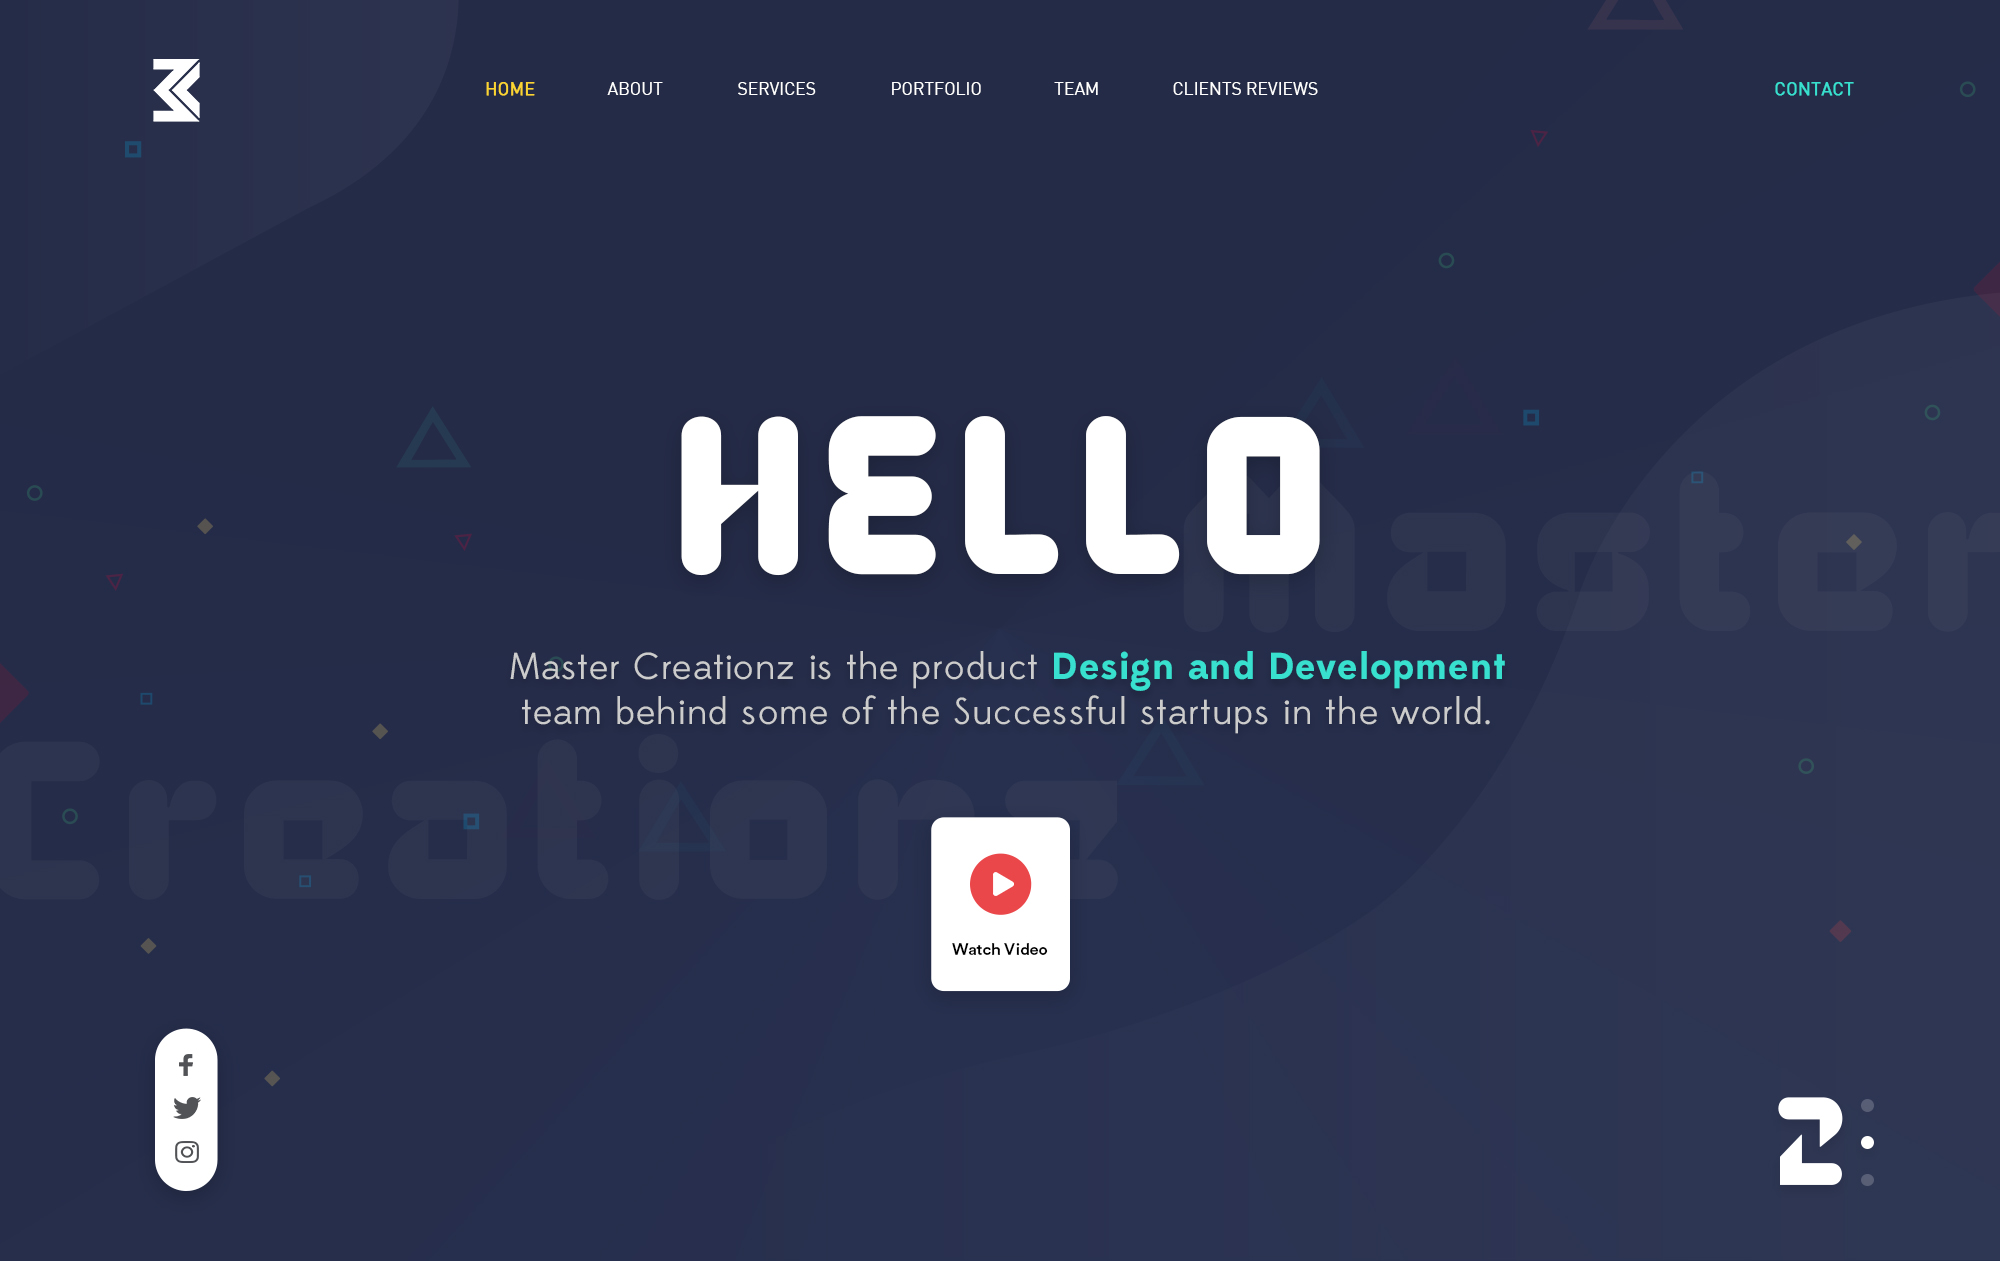 HOME ABOUT SERVICES PORTFOLIO TEAM CLIENTS REVIEWS CONTACT
HELLO
Master
Master Creationz is the product Design and Development
team behind some of the Successful startups in the world.
Creationz
Watch Video
2